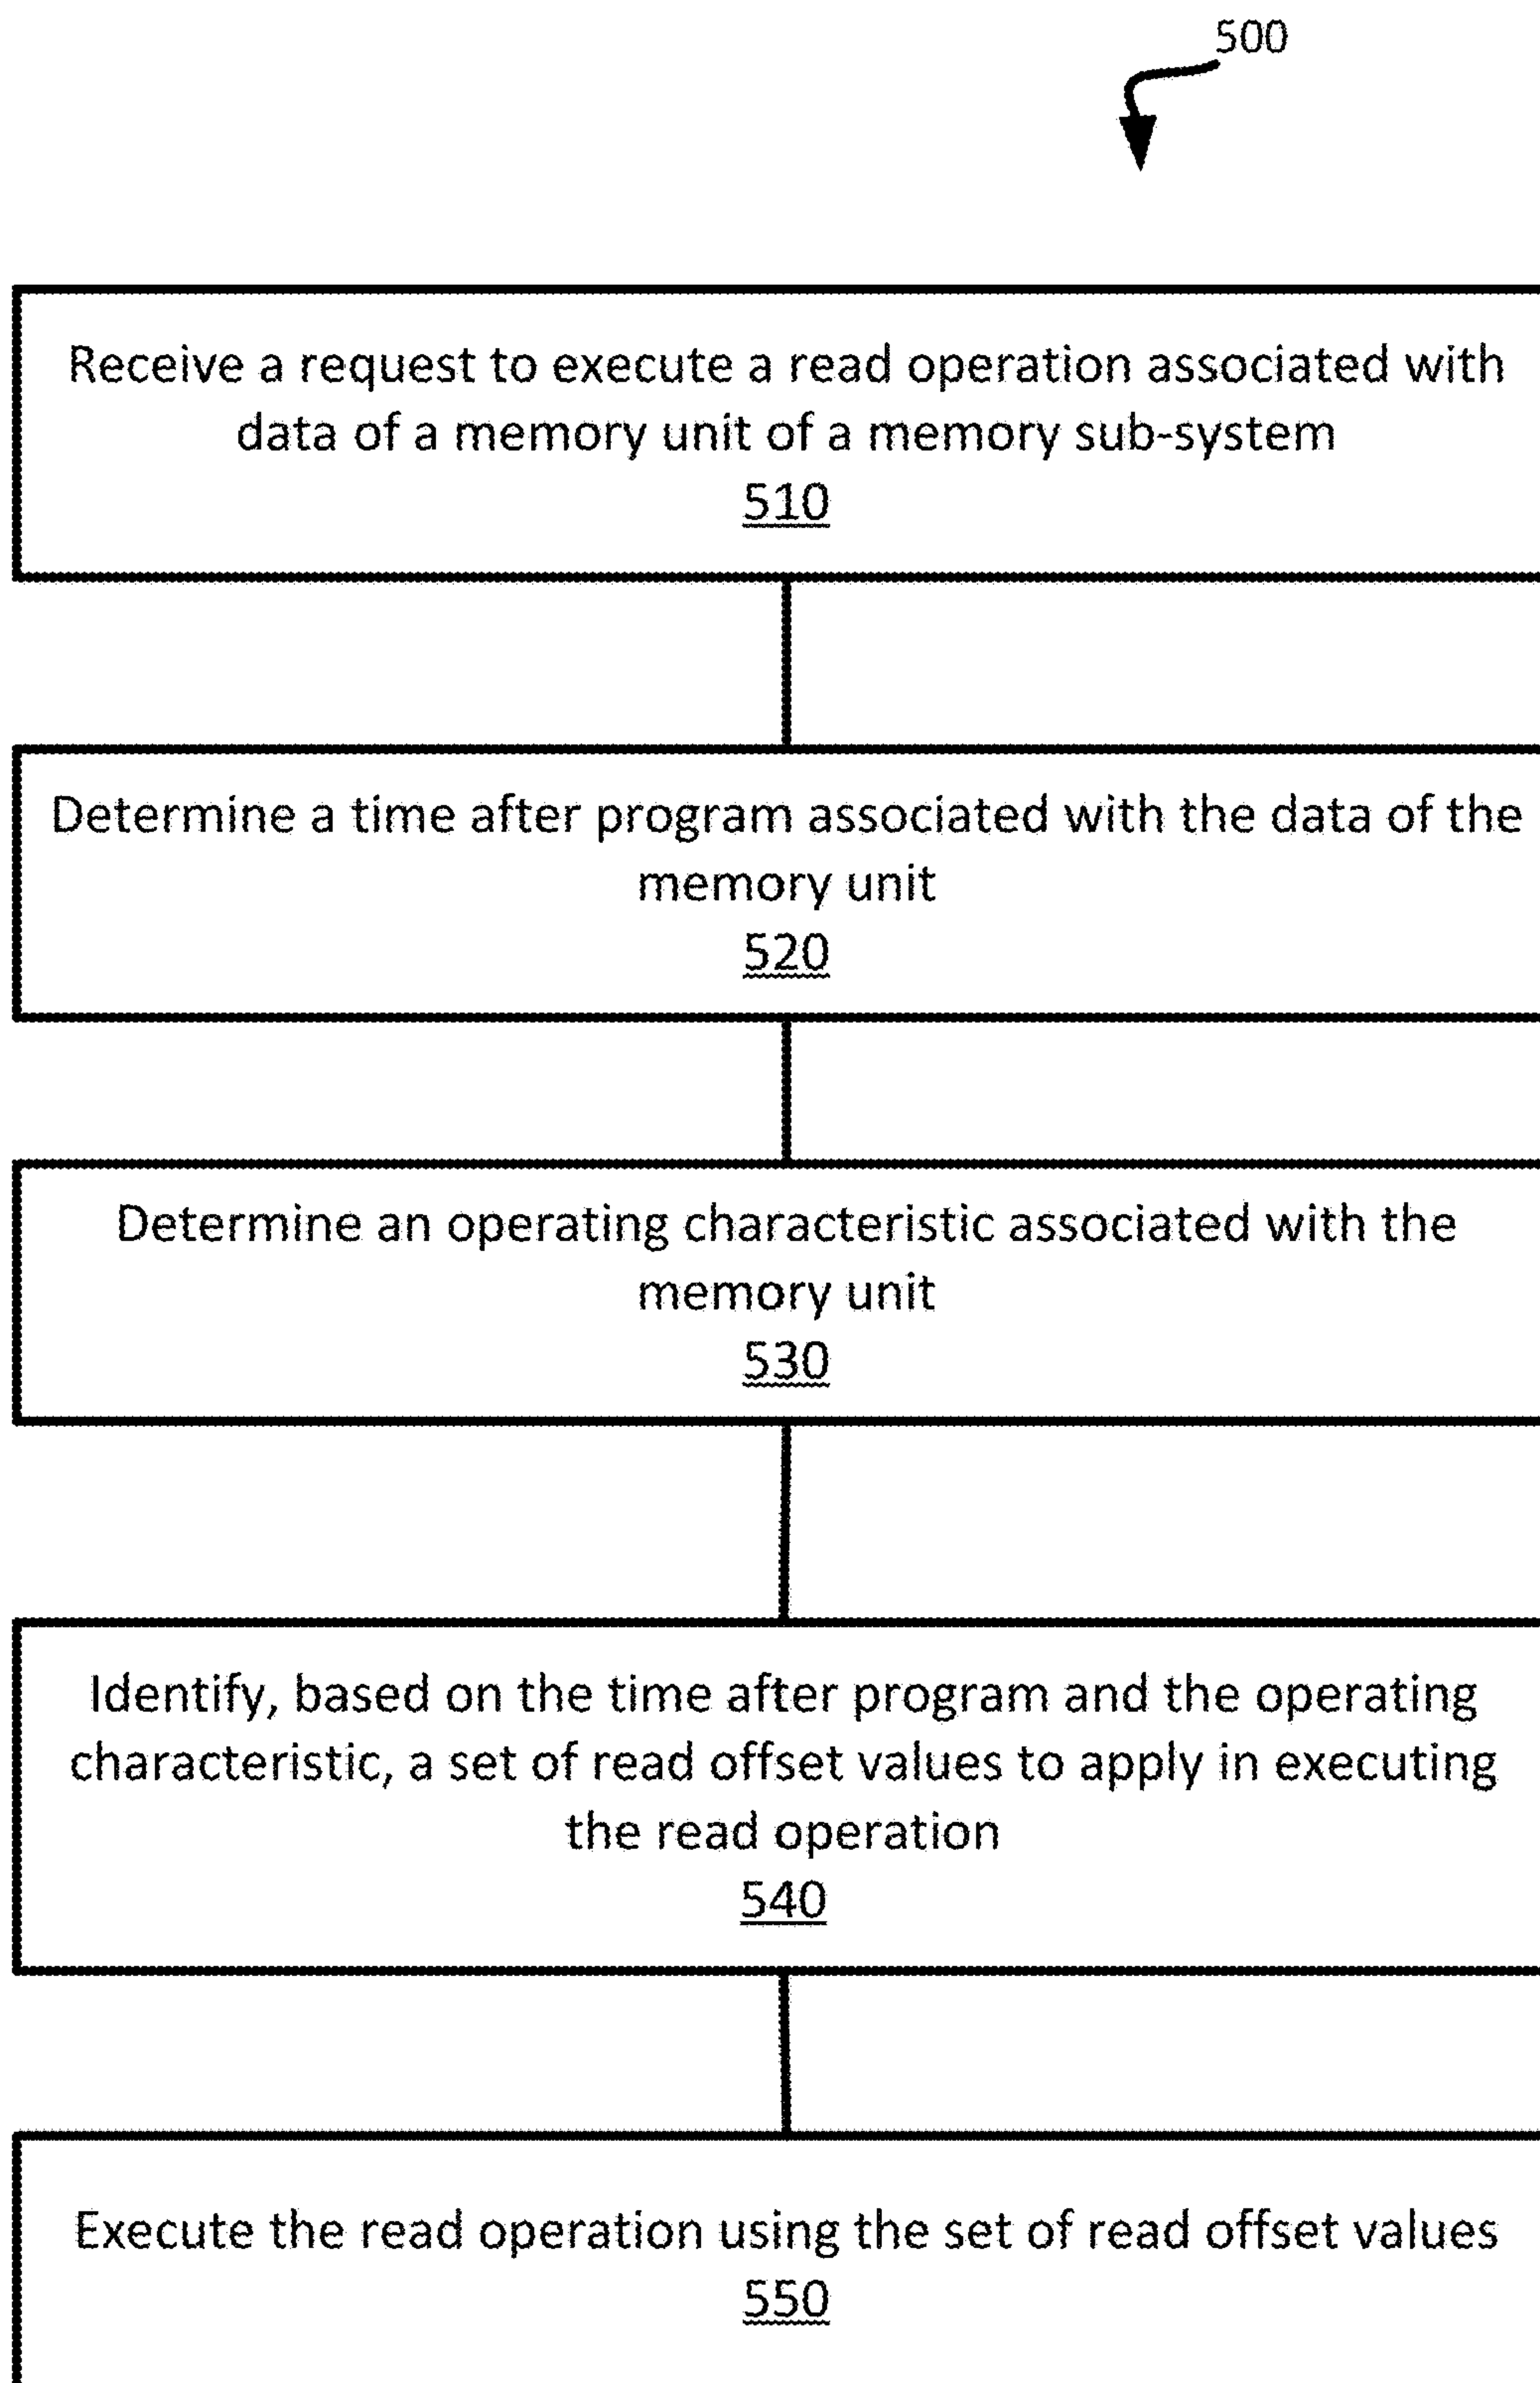 500
Receive a request to execute a read operation associated with
data of a memory unit of a memory sub-system
510
Determine a time after program associated with the data of the
memory unit
520
Determine an operating characteristic associated with the
memory unit
530
Identify, based on the time after program and the operating
characteristic, a set of read offset values to apply in executing
the read operation
540
Execute the read operation using the set of read offset values
550